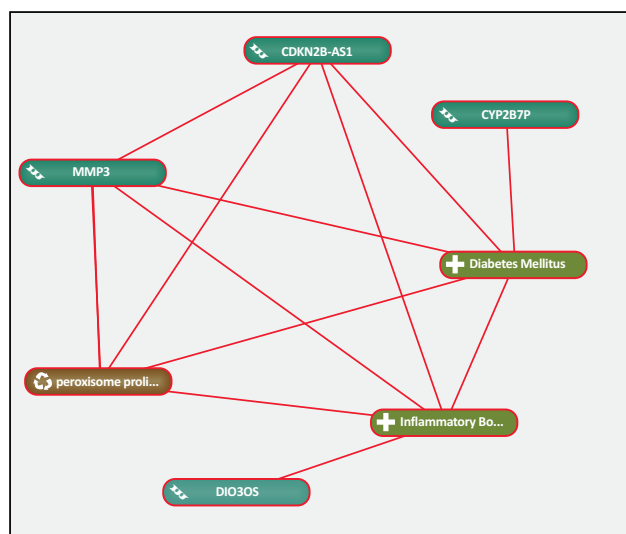 CDKN2B-AS1
CYP2B7P
MMP3
Diabetes Mellitus
peroxisome proli...
Inflammatory Bo...
DIO3OS